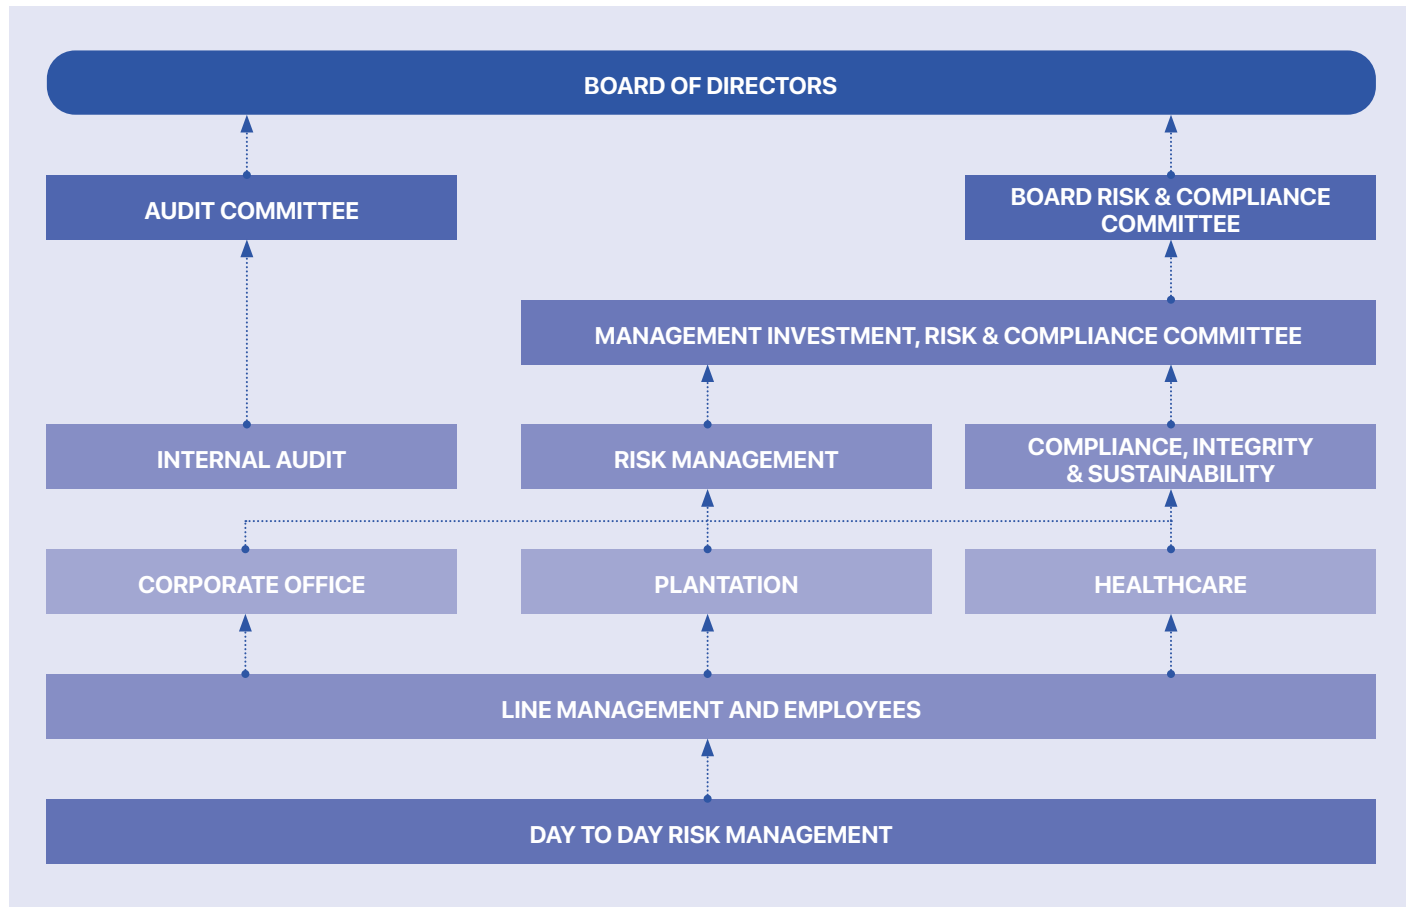 BOARD OF DIRECTORS
AUDIT COMMITTEE
BOARD RISK & COMPLIANCE
COMMITTEE
MANAGEMENT INVESTMENT, RISK & COMPLIANCE COMMITTEE
INTERNAL AUDIT
RISK MANAGEMENT
COMPLIANCE, INTEGRITY
& SUSTAINABILITY
CORPORATE OFFICE
PLANTATION
HEALTHCARE
LINE MANAGEMENT AND EMPLOYEES
DAY TO DAY RISK MANAGEMENT